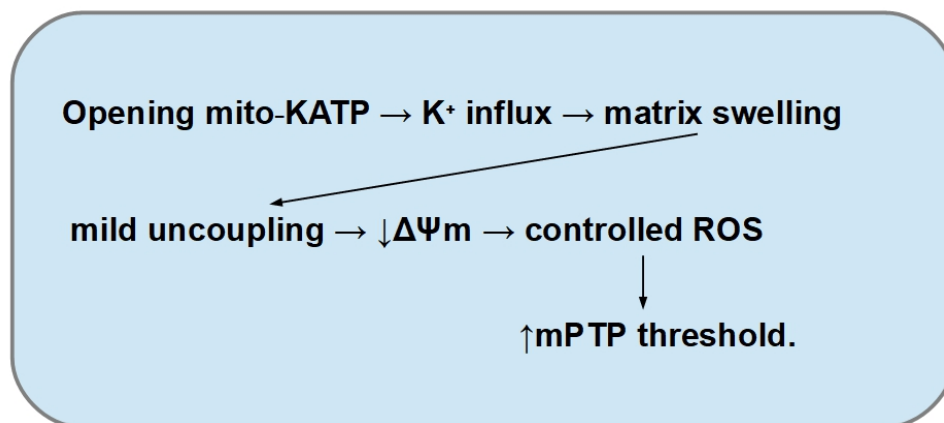 Opening mito-KATP → K⁺ influx → matrix swelling
mild uncoupling → ↓ΔΨm → controlled ROS
↑mPTP threshold.